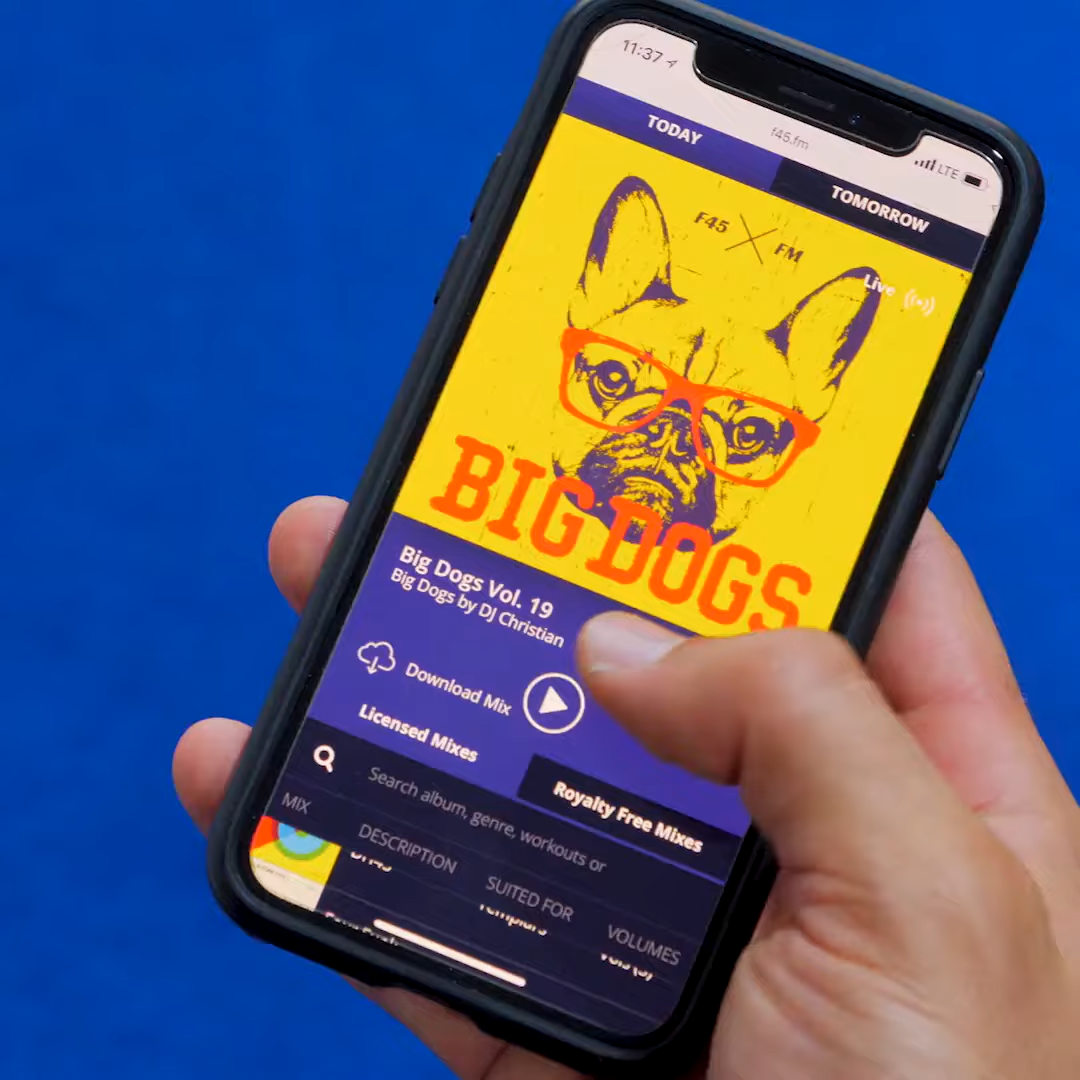 11:37
f45.fm
LTE
TODAY
TOMORROW
F45 FM
Live
BIG DOGS
Big Dogs Vol. 19
Big Dogs by DJ Christian
Download Mix
Licensed Mixes
Royalty Free Mixes
Search album, genre, workouts or
MIX DESCRIPTION SUITED FOR VOLUMES